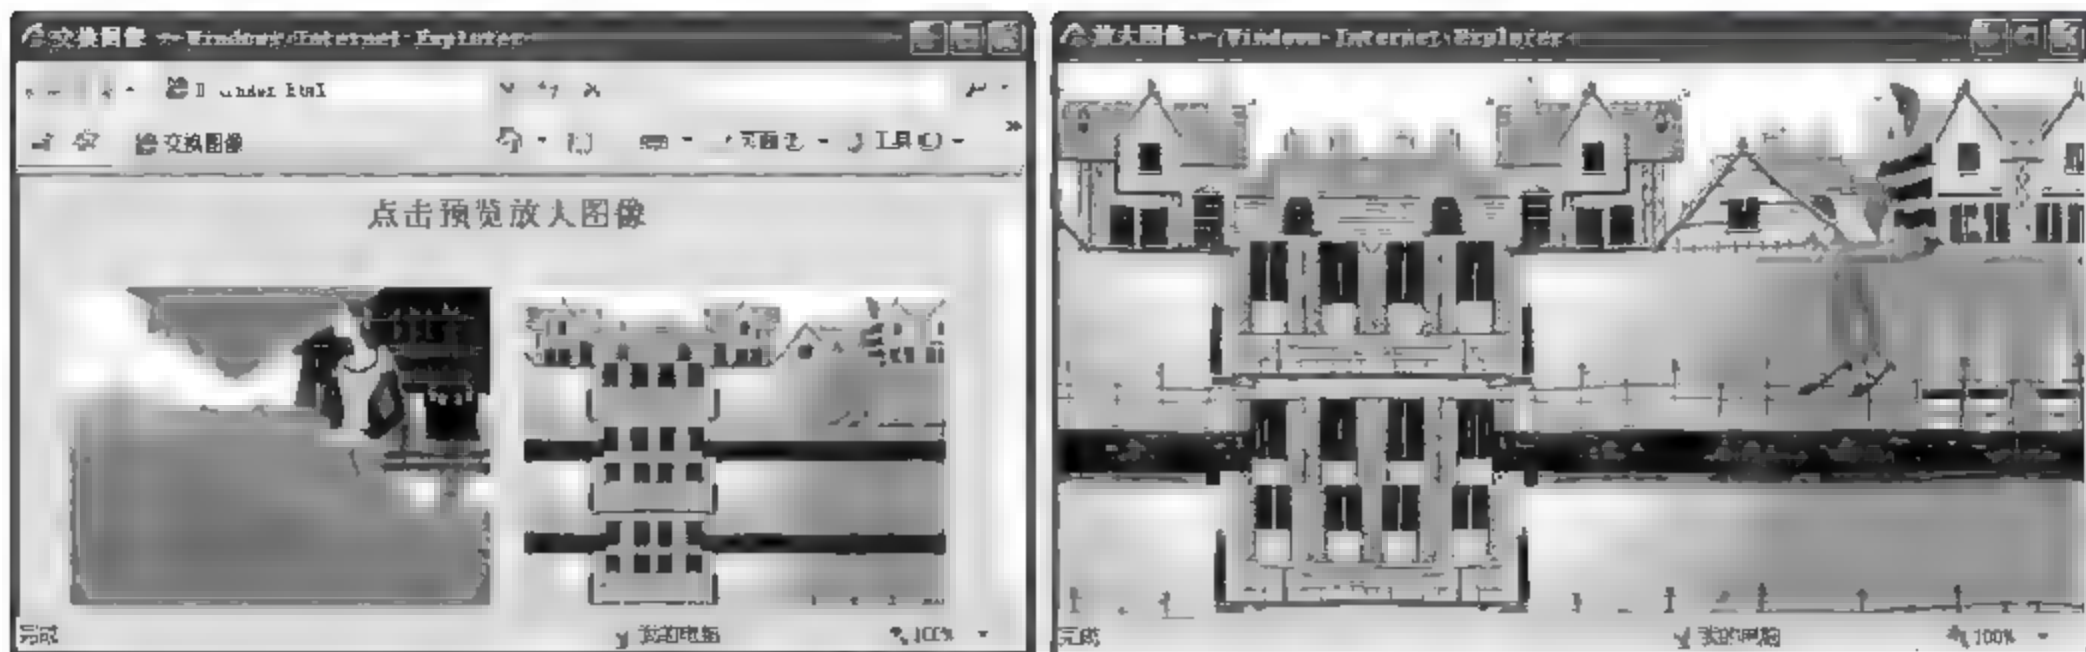 交换图像 - Windows Internet Explorer
交换图像
工具(O)
点击预览放大图像
完成
我的电脑
100%
放大图像 - Windows Internet Explorer
完成
我的电脑
100%